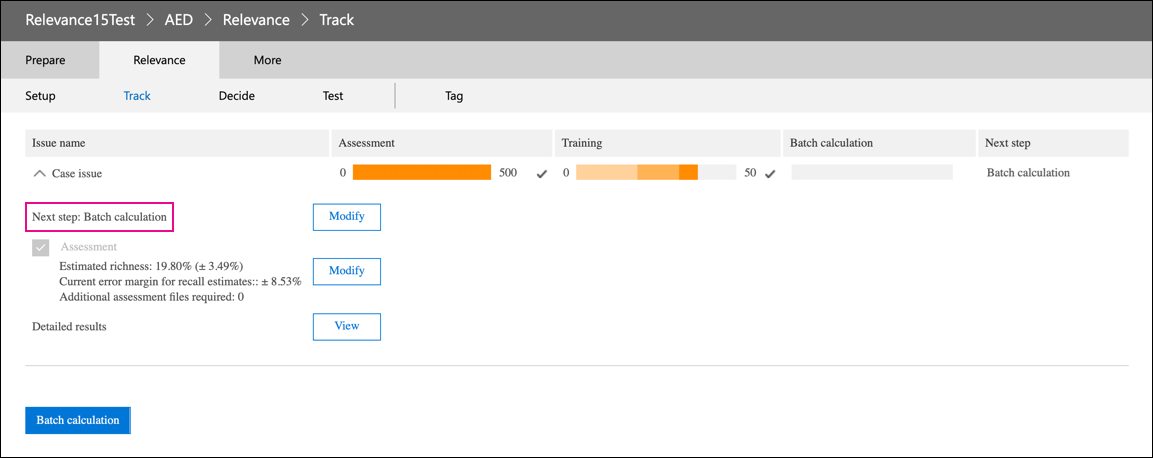 Relevance15Test > AED > Relevance > Track
Prepare Relevance More
Setup Track Decide Test Tag
Issue name Assessment Training Batch calculation Next step
Case issue 0 500 0 50 Batch calculation
Next step: Batch calculation Modify
Assessment
Estimated richness: 19.80% (± 3.49%)
Current error margin for recall estimates:: ± 8.53% Modify
Additional assessment files required: 0
Detailed results View
Batch calculation